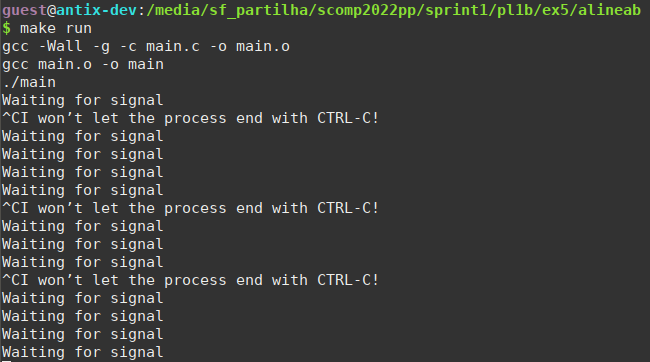 guest@antix-dev:/media/sf_partilha/scomp2022pp/sprint1/pl1b/ex5/alineab
$ make run
gcc -Wall -g -c main.c -o main.o
gcc main.o -o main
./main
Waiting for signal
^CI won’t let the process end with CTRL-C!
Waiting for signal
Waiting for signal
Waiting for signal
Waiting for signal
^CI won’t let the process end with CTRL-C!
Waiting for signal
Waiting for signal
Waiting for signal
^CI won’t let the process end with CTRL-C!
Waiting for signal
Waiting for signal
Waiting for signal
Waiting for signal